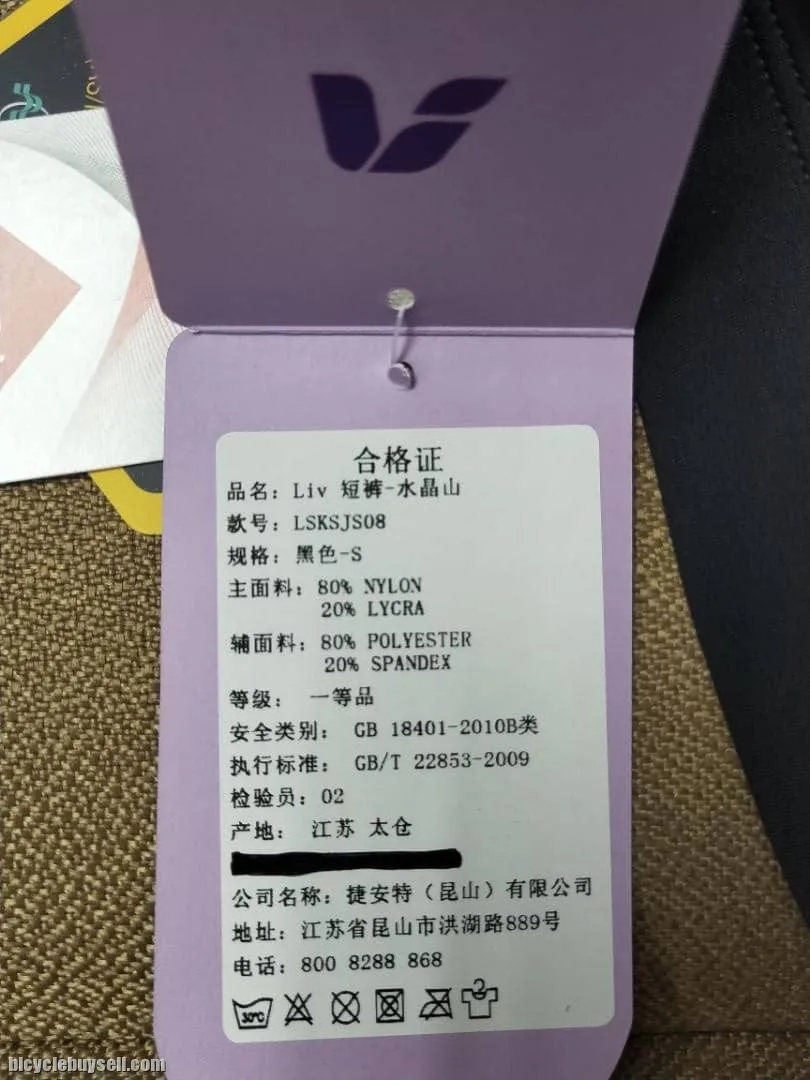 合格证
品名：Liv 短裤-水晶山
款号：LSKSJS08
规格：黑色-S
主面料：80% NYLON
20% LYCRA
辅面料：80% POLYESTER
20% SPANDEX
等级： 一等品
安全类别： GB 18401-2010B类
执行标准： GB/T 22853-2009
检验员：02
产地： 江苏 太仓
公司名称：捷安特（昆山）有限公司
地址：江苏省昆山市洪湖路889号
电话：800 8288 868
30℃
bicyclebuysell.com